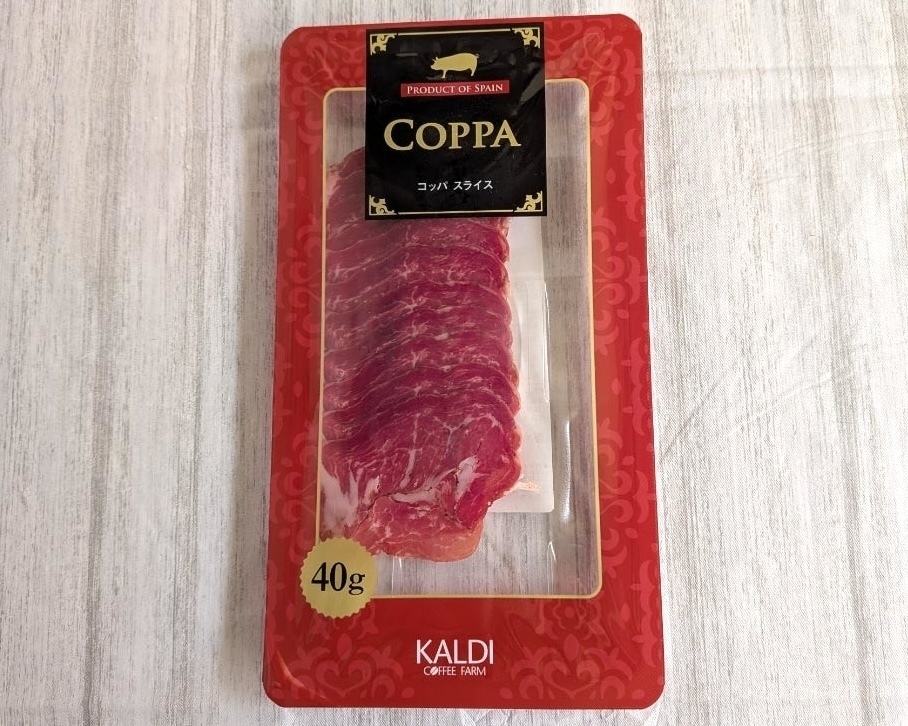 PRODUCT OF SPAIN
COPPA
コッパ スライス
40g
KALDI
COFFEE FARM